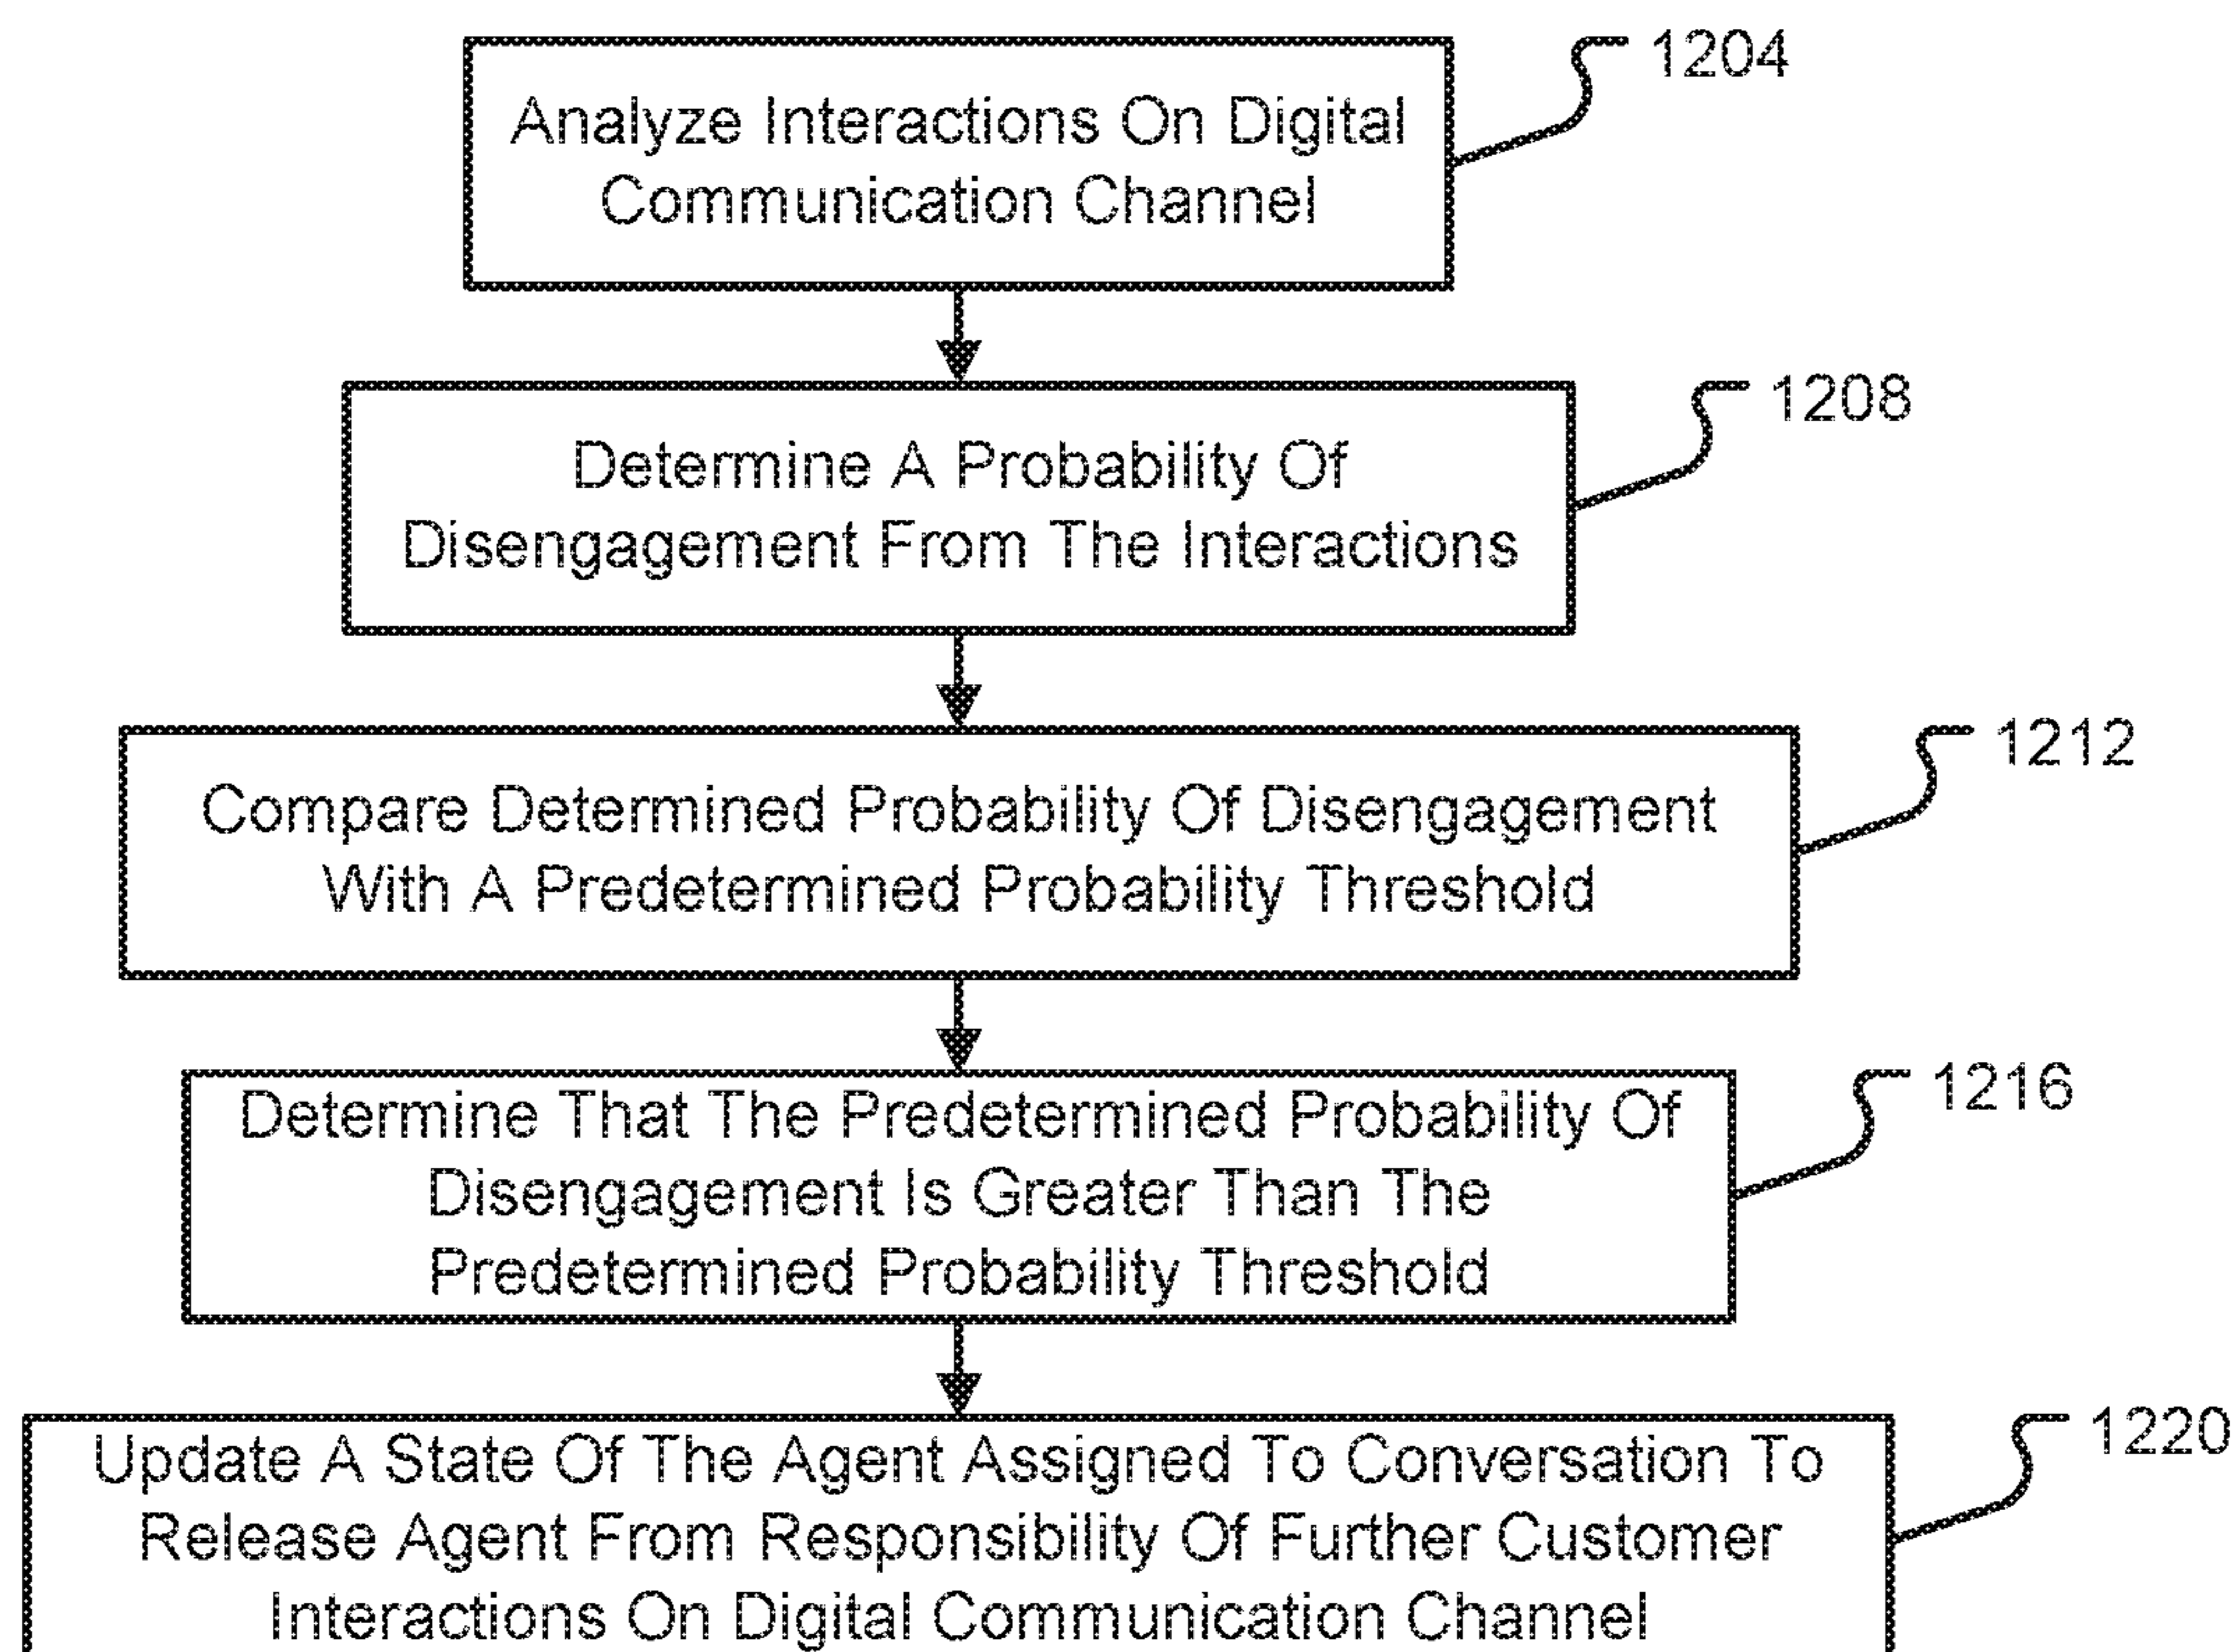 1204
Analyze Interactions On Digital
Communication Channel
1208
Determine A Probability Of
Disengagement From The Interactions
1212
Compare Determined Probability Of Disengagement
With A Predetermined Probability Threshold
1216
Determine That The Predetermined Probability Of
Disengagement Is Greater Than The
Predetermined Probability Threshold
1220
Update A State Of The Agent Assigned To Conversation To
Release Agent From Responsibility Of Further Customer
Interactions On Digital Communication Channel